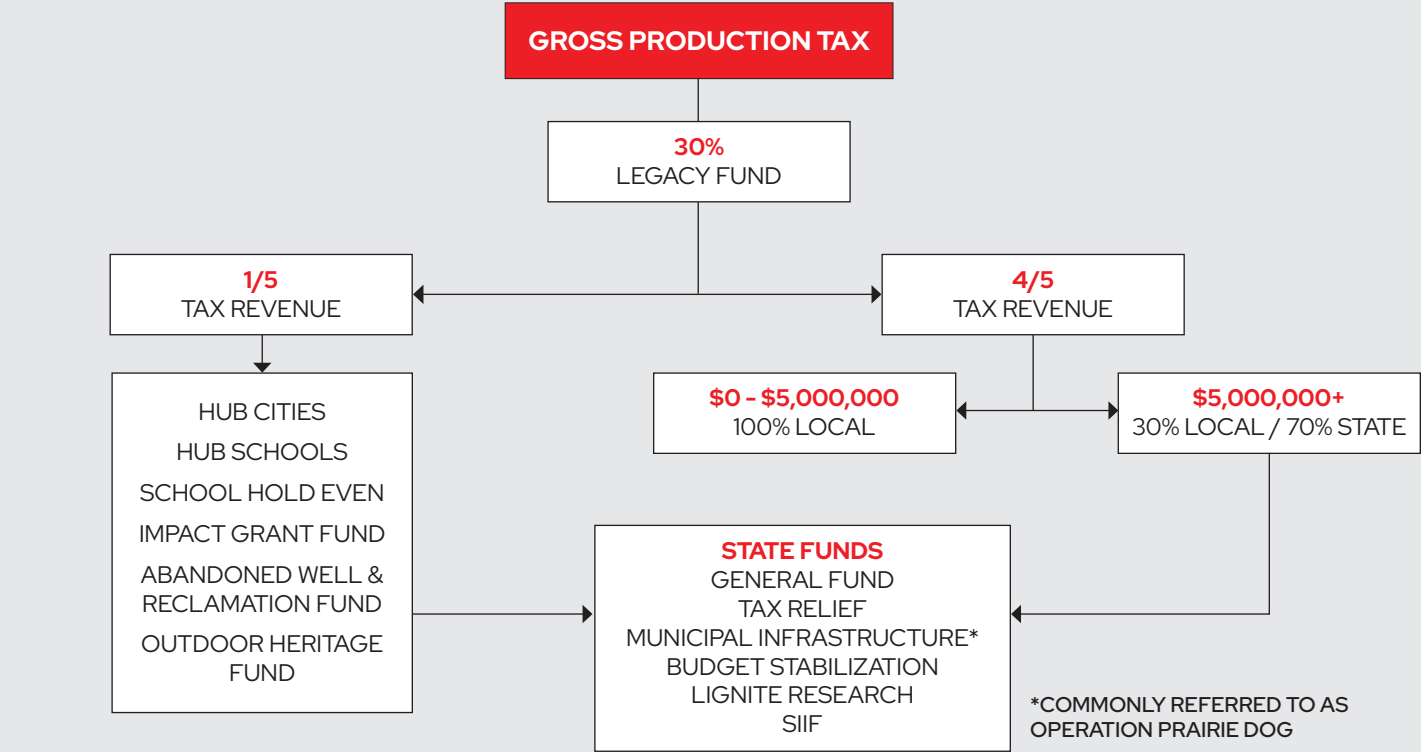 GROSS PRODUCTION TAX
30%
LEGACY FUND
1/5
TAX REVENUE
4/5
TAX REVENUE
HUB CITIES
HUB SCHOOLS
SCHOOL HOLD EVEN
IMPACT GRANT FUND
ABANDONED WELL &
RECLAMATION FUND
OUTDOOR HERITAGE
FUND
$0 - $5,000,000
100% LOCAL
$5,000,000+
30% LOCAL / 70% STATE
STATE FUNDS
GENERAL FUND
TAX RELIEF
MUNICIPAL INFRASTRUCTURE*
BUDGET STABILIZATION
LIGNITE RESEARCH
SIIF
*COMMONLY REFERRED TO AS
OPERATION PRAIRIE DOG